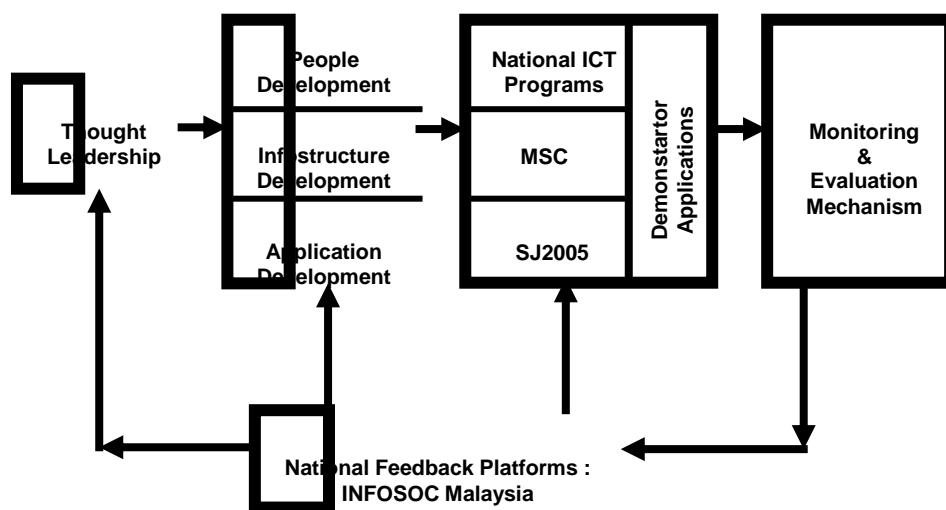 Thought
Leadership
People
Development
Infostructure
Development
Application
Development
National ICT
Programs
MSC
SJ2005
Demonstartor
Applications
Monitoring
&
Evaluation
Mechanism
National Feedback Platforms :
INFOSOC Malaysia